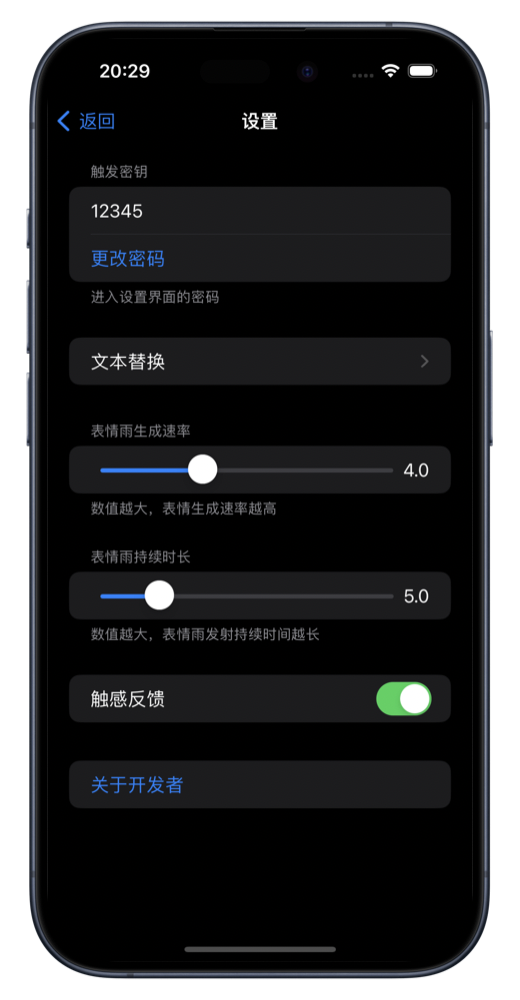 20:29
返回
设置
触发密钥
12345
更改密码
进入设置界面的密码
文本替换
表情雨生成速率
4.0
数值越大，表情生成速率越高
表情雨持续时长
5.0
数值越大，表情雨发射持续时间越长
触感反馈
关于开发者